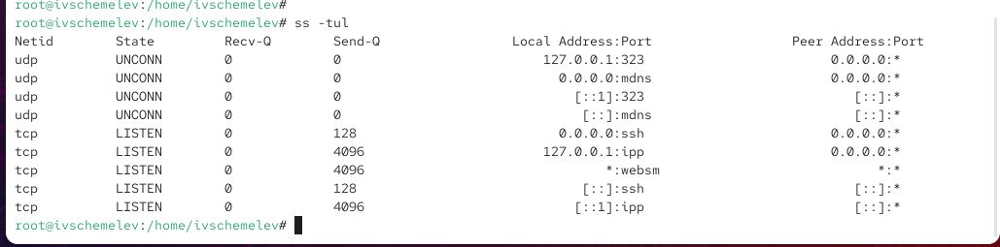 root@ivschemelev:/home/ivschemelev#
root@ivschemelev:/home/ivschemelev# ss -tul
Netid State Recv-Q Send-Q Local Address:Port Peer Address:Port
udp UNCONN 0 0 127.0.0.1:323 0.0.0.0:*
udp UNCONN 0 0 0.0.0.0:mdns 0.0.0.0:*
udp UNCONN 0 0 [::1]:323 [::]:*
udp UNCONN 0 0 [::]:mdns [::]:*
tcp LISTEN 0 128 0.0.0.0:ssh 0.0.0.0:*
tcp LISTEN 0 4096 127.0.0.1:ipp 0.0.0.0:*
tcp LISTEN 0 4096 *:websm *:*
tcp LISTEN 0 128 [::]:ssh [::]:*
tcp LISTEN 0 4096 [::1]:ipp [::]:*
root@ivschemelev:/home/ivschemelev#